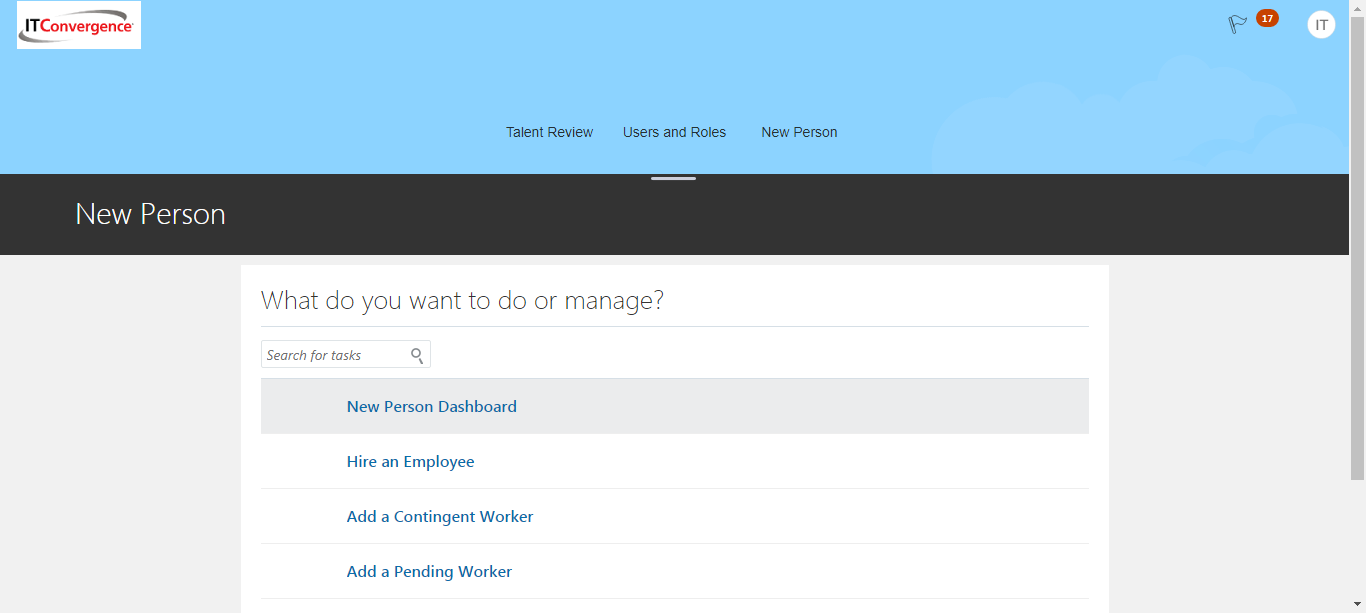 ITConvergence
17
IT
Talent Review Users and Roles New Person
New Person
What do you want to do or manage?
Search for tasks
New Person Dashboard
Hire an Employee
Add a Contingent Worker
Add a Pending Worker